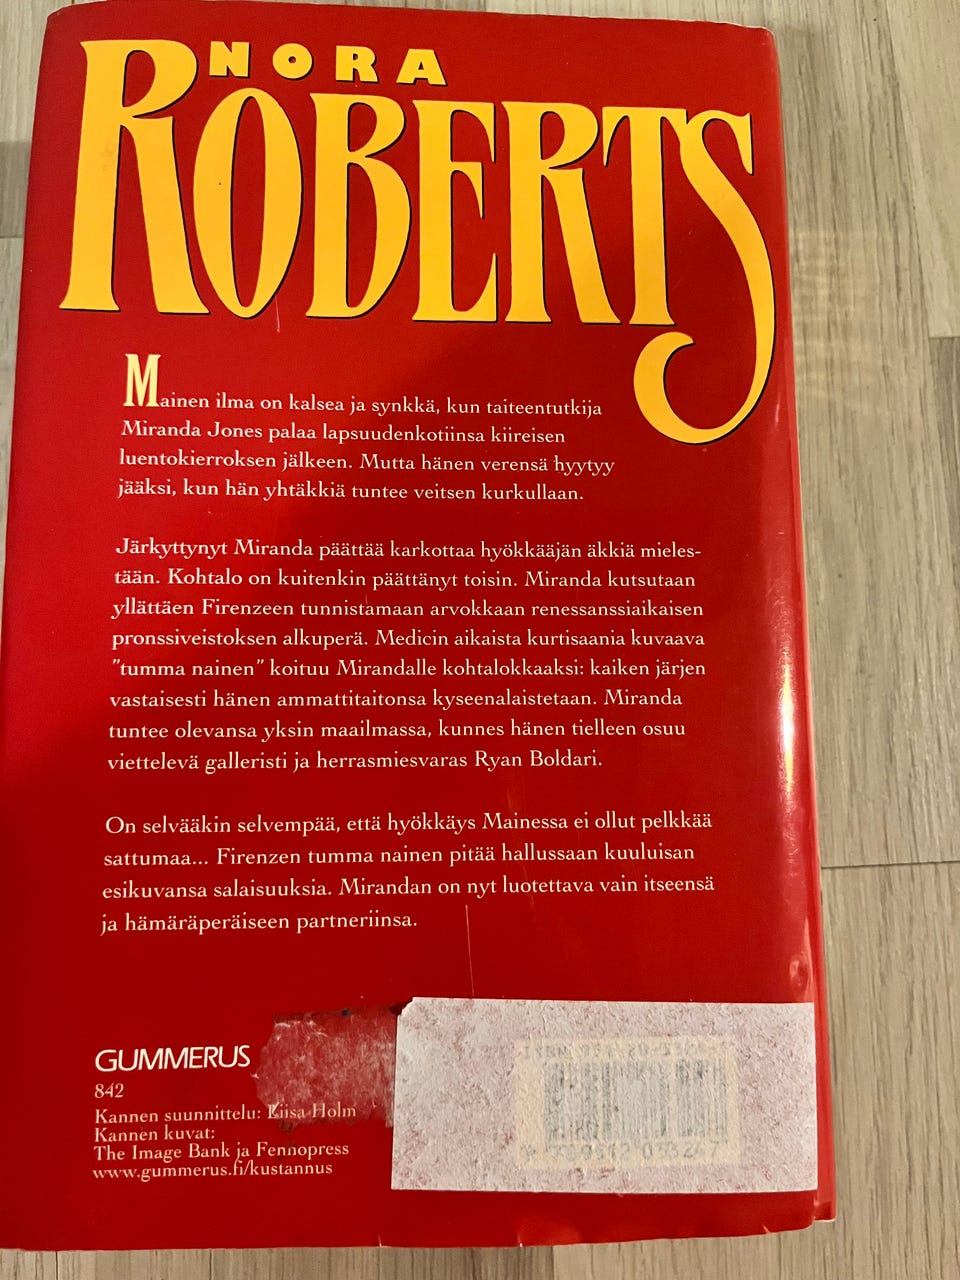 NORA
ROBERTS
Mainen ilma on kalsea ja synkkä, kun taiteentutkija
Miranda Jones palaa lapsuudenkotiinsa kiireisen
luentokierroksen jälkeen. Mutta hänen verensä hyytyy
jääksi, kun hän yhtäkkiä tuntee veitsen kurkullaan.
Järkyttynyt Miranda päättää karkottaa hyökkääjän äkkiä mieles-
tään. Kohtalo on kuitenkin päättänyt toisin. Miranda kutsutaan
yllättäen Firenzeen tunnistamaan arvokkaan renessanssiaikaisen
pronssiveistoksen alkuperä. Medicin aikaista kurtisaania kuvaava
"tumma nainen" koituu Mirandalle kohtalokkaaksi: kaiken järjen
vastaisesti hänen ammattitaitonsa kyseenalaistetaan. Miranda
tuntee olevansa yksin maailmassa, kunnes hänen tielleen osuu
viettelevä galleristi ja herrasmiesvaras Ryan Boldari.
On selvääkin selvempää, että hyökkäys Mainessa ei ollut pelkkää
sattumaa... Firenzen tumma nainen pitää hallussaan kuuluisan
esikuvansa salaisuuksia. Mirandan on nyt luotettava vain itseensä
ja hämäräperäiseen partneriinsa.
GUMMERUS
842
Kannen suunnittelu: Liisa Holm
Kannen kuvat:
The Image Bank ja Fennopress
www.gummerus.fi/kustannus